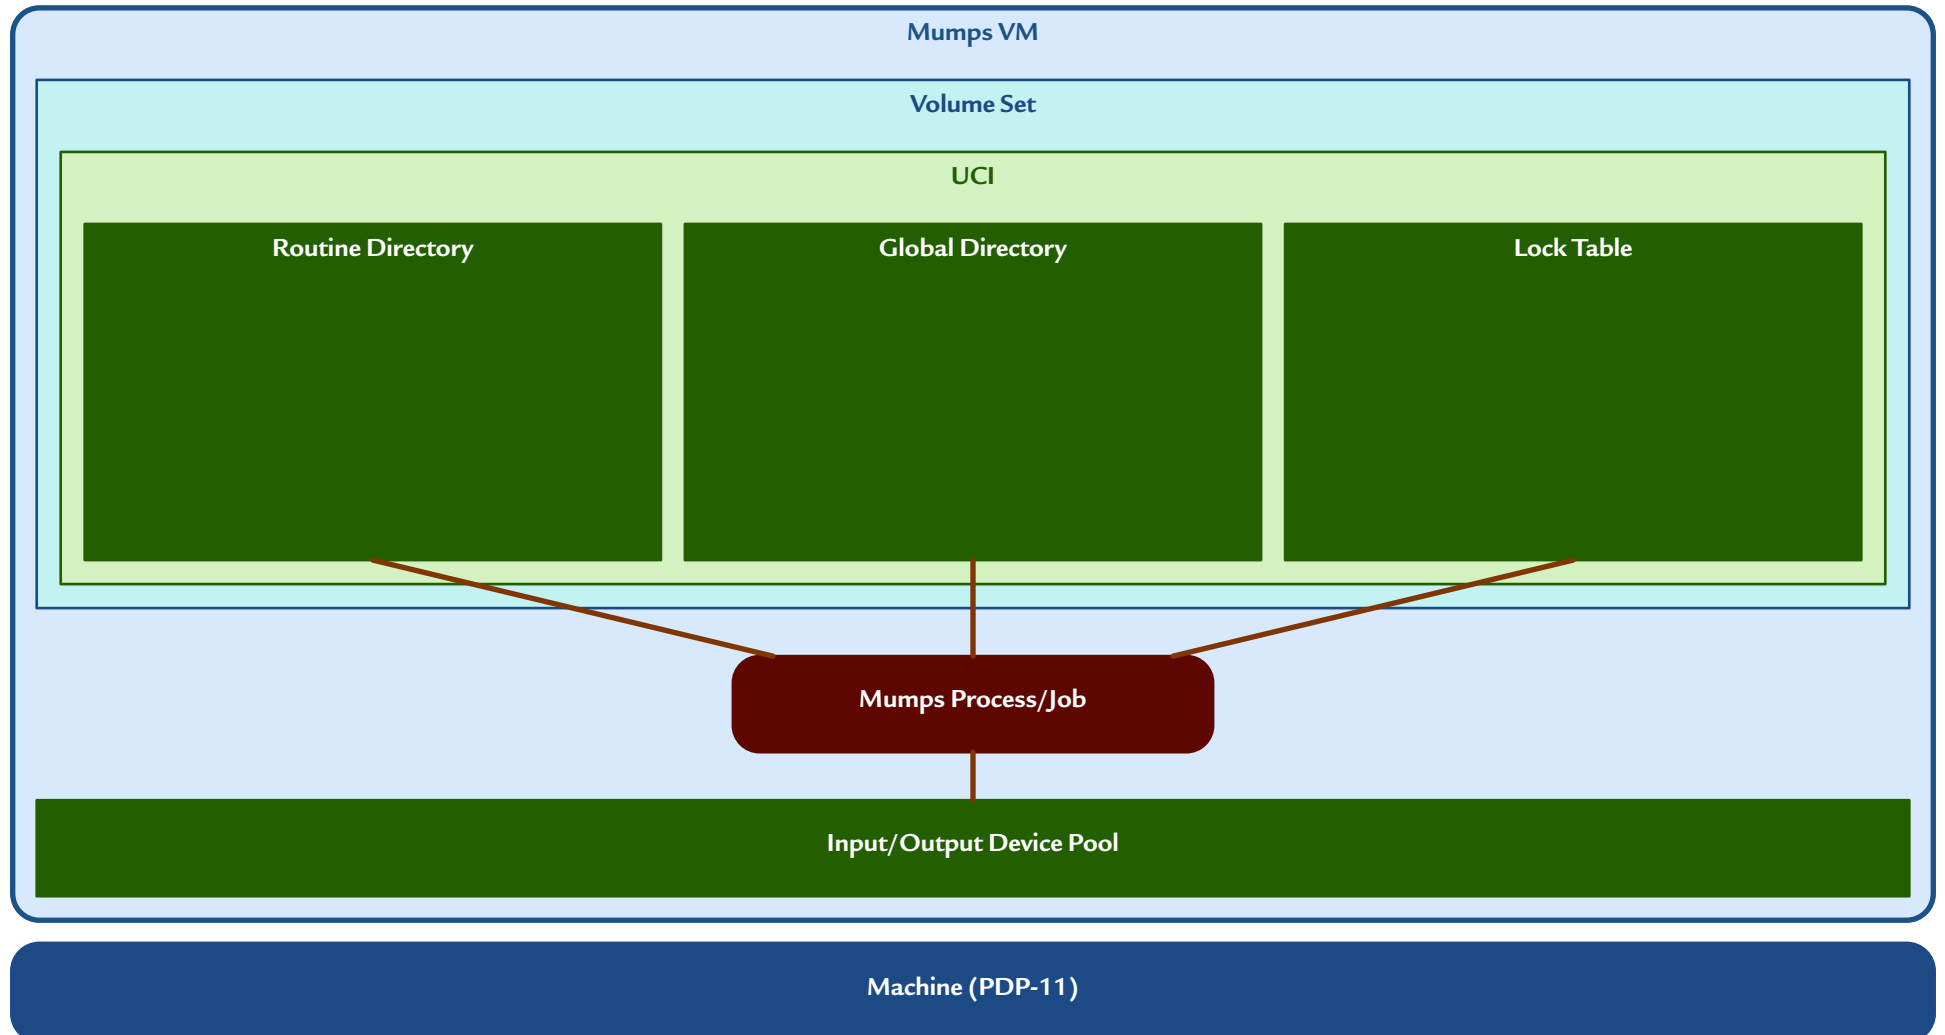 Mumps VM
Volume Set
UCI
Routine Directory
Global Directory
Lock Table
Mumps Process/Job
Input/Output Device Pool
Machine (PDP-11)